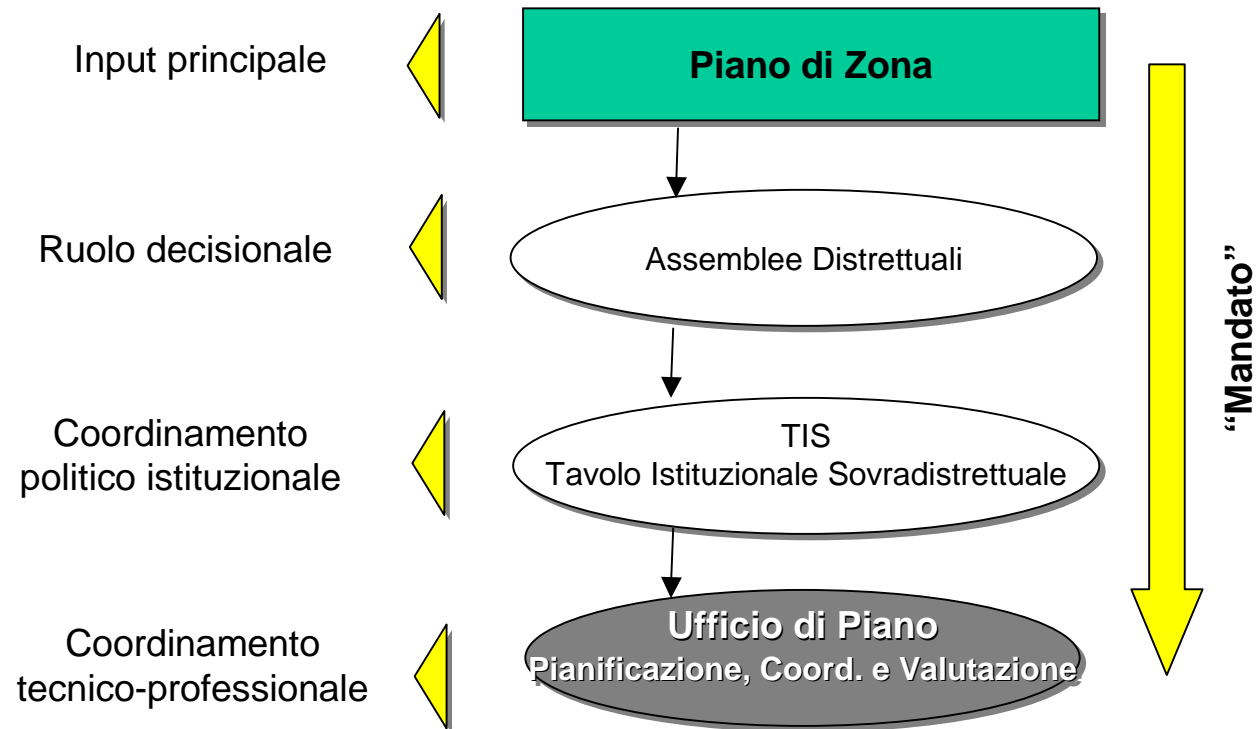 Input principale
Piano di Zona
Ruolo decisionale
Assemblee Distrettuali
Coordinamento
politico istituzionale
TIS
Tavolo Istituzionale Sovradistrettuale
Coordinamento
tecnico-professionale
Ufficio di Piano
Pianificazione, Coord. e Valutazione
“Mandato”